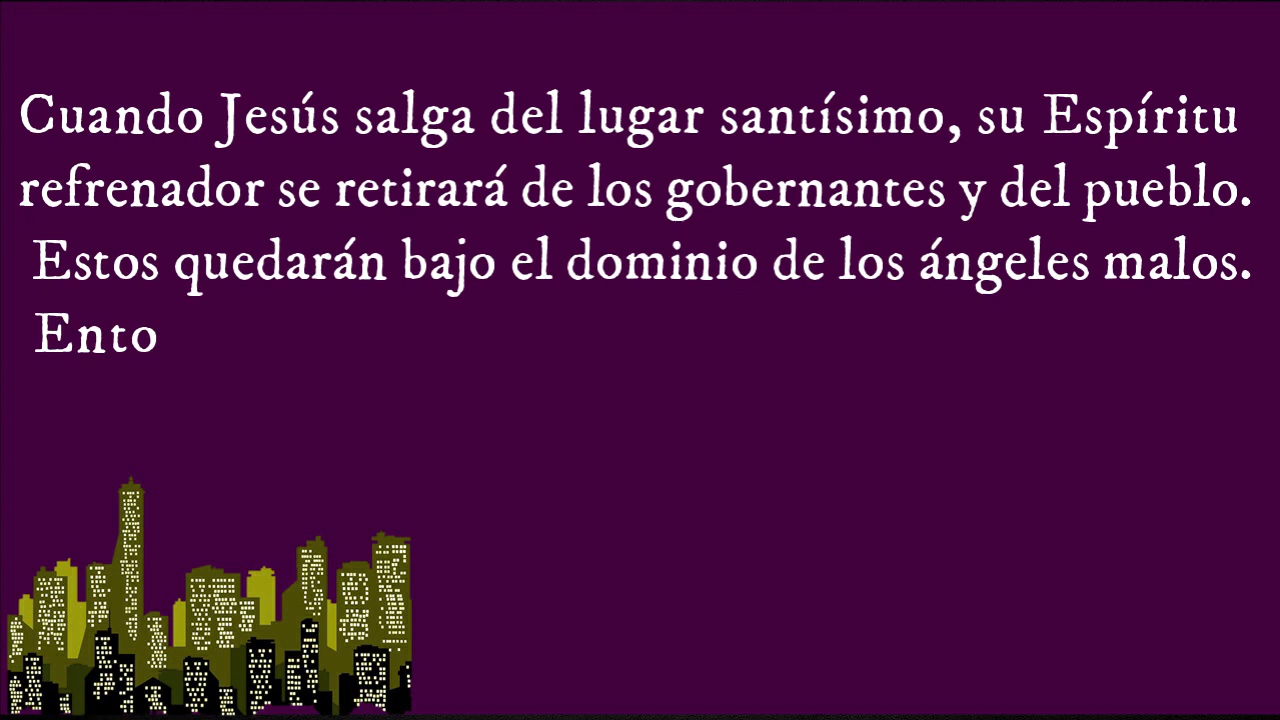 Cuando Jesús salga del lugar santísimo, su Espíritu
refrenador se retirará de los gobernantes y del pueblo.
Estos quedarán bajo el dominio de los ángeles malos.
Ento